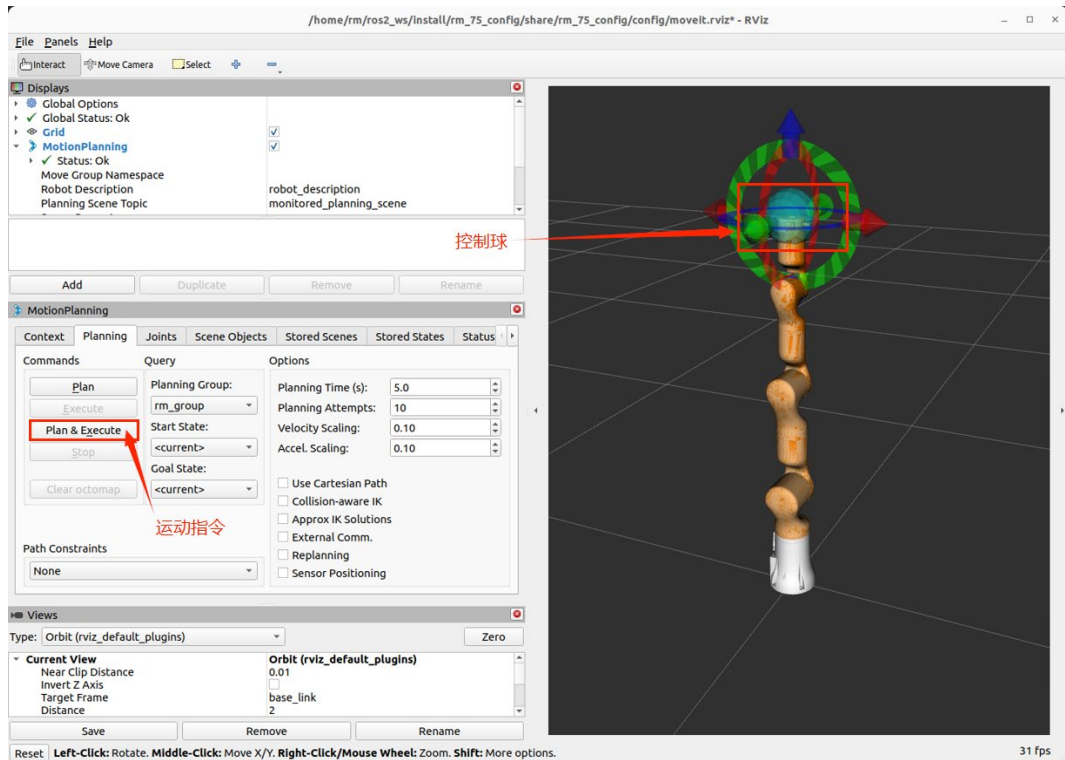 /home/rm/ros2_ws/install/rm_75_config/share/rm_75_config/config/moveit.rviz* - RViz
File Panels Help
Interact Move Camera Select
Displays
Global Options
Global Status: Ok
Grid
MotionPlanning
Status: Ok
Move Group Namespace
Robot Description robot_description
Planning Scene Topic monitored_planning_scene
控制球
Add Duplicate Remove Rename
MotionPlanning
Context Planning Joints Scene Objects Stored Scenes Stored States Status
Commands Query Options
Plan Planning Group: Planning Time (s): 5.0
Execute rm_group Planning Attempts: 10
Plan & Execute Start State: Velocity Scaling: 0.10
Stop <current> Accel. Scaling: 0.10
Goal State:
Clear octomap <current> Use Cartesian Path
Collision-aware IK
Approx IK Solutions
运动指令 External Comm.
Path Constraints Replanning
None Sensor Positioning
Views
Type: Orbit (rviz_default_plugins) Zero
Current View Orbit (rviz_default_plugins)
Near Clip Distance 0.01
Invert Z Axis
Target Frame base_link
Distance 2
Save Remove Rename
Reset Left-Click: Rotate. Middle-Click: Move X/Y. Right-Click/Mouse Wheel: Zoom. Shift: More options. 31 fps